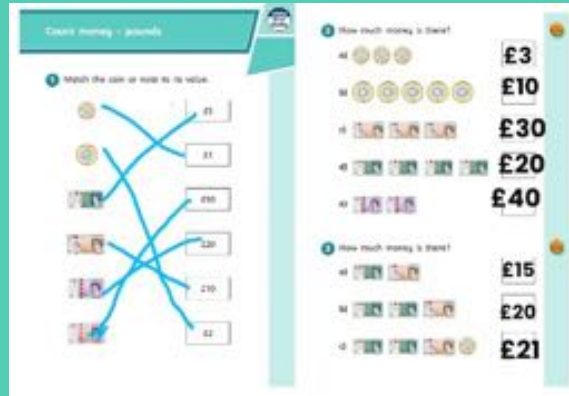 Count money – pounds
1 Match the coin or note to its value.
£5
£1
£50
£20
£10
£2
2 How much money is there?
a)
£3
b)
£10
c)
£30
d)
£20
e)
£40
3 How much money is there?
a)
£15
b)
£20
c)
£21